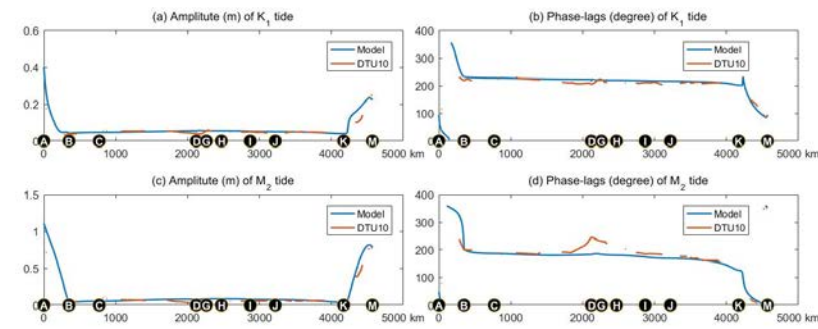 (a) Amplitude (m) of K1 tide
0.6
0.4
0.2
0
Model
DTU10
A B C D G H I J K M
0 1000 2000 3000 4000 5000 km
(b) Phase-lags (degree) of K1 tide
400
300
200
100
0
Model
DTU10
A B C D G H I J K M
0 1000 2000 3000 4000 5000 km
(c) Amplitude (m) of M2 tide
1.5
1
0.5
0
Model
DTU10
A B C D G H I J K M
0 1000 2000 3000 4000 5000 km
(d) Phase-lags (degree) of M2 tide
400
300
200
100
0
Model
DTU10
A B C D G H I J K M
0 1000 2000 3000 4000 5000 km